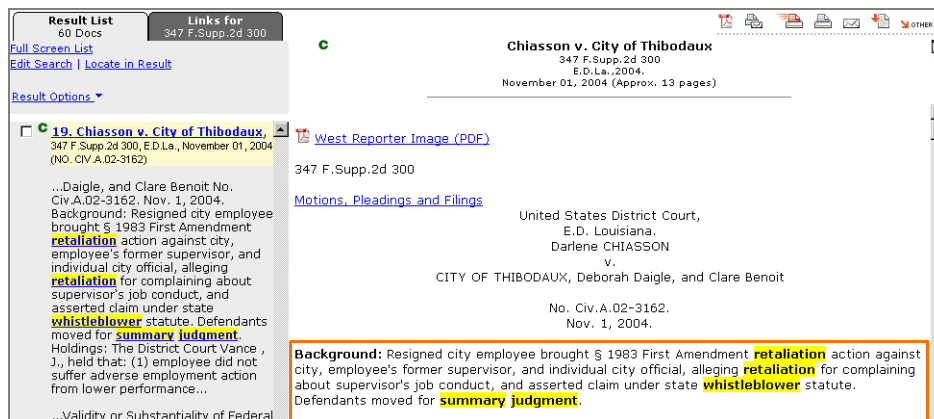 Result List
60 Docs
Links for
347 F.Supp.2d 300
OTHER
Full Screen List
Edit Search | Locate in Result
Result Options
C
19. Chiasson v. City of Thibodaux,
347 F.Supp.2d 300, E.D.La., November 01, 2004
(NO. CIV.A.02-3162)
...Daigle, and Clare Benoit No.
Civ.A.02-3162. Nov. 1, 2004.
Background: Resigned city employee
brought § 1983 First Amendment
retaliation action against city,
employee's former supervisor, and
individual city official, alleging
retaliation for complaining about
supervisor's job conduct, and
asserted claim under state
whistleblower statute. Defendants
moved for summary judgment.
Holdings: The District Court Vance ,
J., held that: (1) employee did not
suffer adverse employment action
from lower performance...
...Validity or Substantiality of Federal
C
Chiasson v. City of Thibodaux
347 F.Supp.2d 300
E.D.La.,2004.
November 01, 2004 (Approx. 13 pages)
West Reporter Image (PDF)
347 F.Supp.2d 300
Motions, Pleadings and Filings
United States District Court,
E.D. Louisiana.
Darlene CHIASSON
v.
CITY OF THIBODAUX, Deborah Daigle, and Clare Benoit
No. Civ.A.02-3162.
Nov. 1, 2004.
Background: Resigned city employee brought § 1983 First Amendment retaliation action against
city, employee's former supervisor, and individual city official, alleging retaliation for complaining
about supervisor's job conduct, and asserted claim under state whistleblower statute.
Defendants moved for summary judgment.